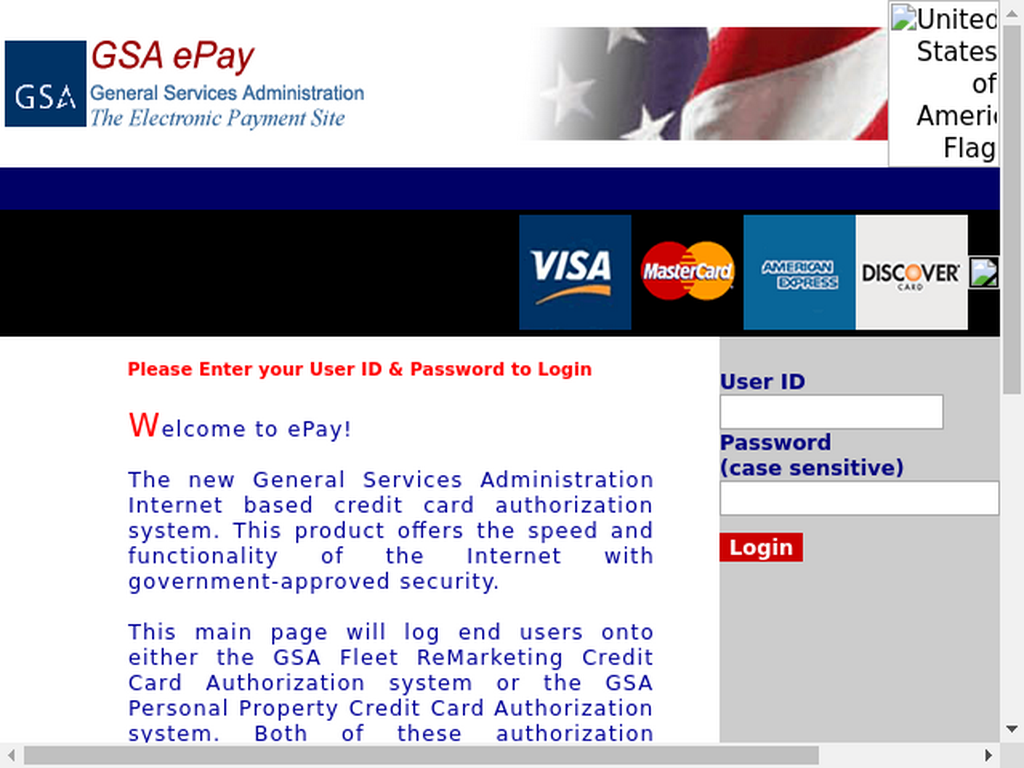 GSA ePay
GSA
General Services Administration
The Electronic Payment Site
United
States
of
Americ
Flag
VISA
MasterCard
AMERICAN
EXPRESS
DISCOVER
CARD
Please Enter your User ID & Password to Login
Welcome to ePay!
The new General Services Administration
Internet based credit card authorization
system. This product offers the speed and
functionality of the Internet with
government-approved security.
This main page will log end users onto
either the GSA Fleet ReMarketing Credit
Card Authorization system or the GSA
Personal Property Credit Card Authorization
system. Both of these authorization
User ID
Password
(case sensitive)
Login